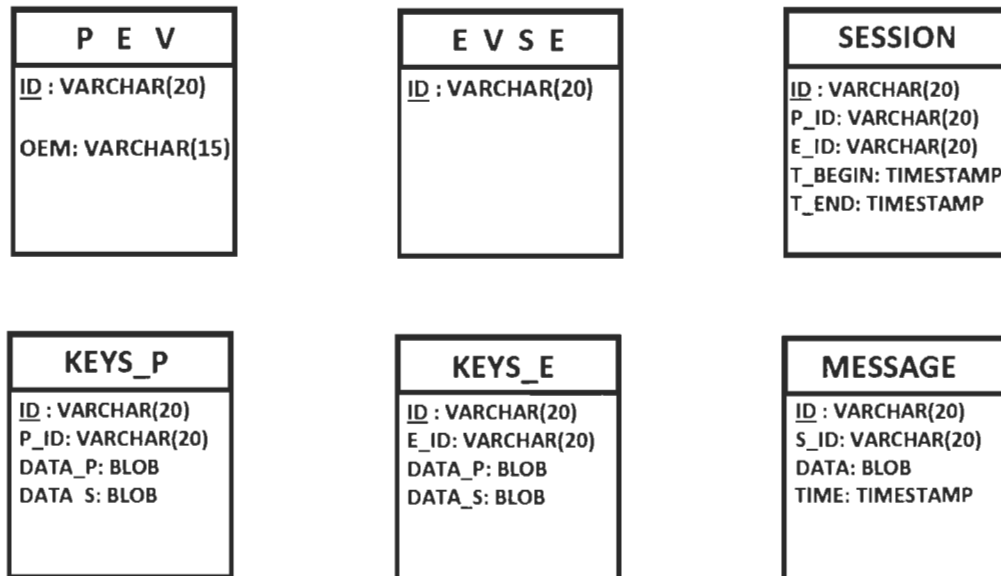 P E V
ID : VARCHAR(20)
OEM: VARCHAR(15)
E V S E
ID : VARCHAR(20)
SESSION
ID : VARCHAR(20)
P_ID: VARCHAR(20)
E_ID: VARCHAR(20)
T_BEGIN: TIMESTAMP
T_END: TIMESTAMP
KEYS_P
ID : VARCHAR(20)
P_ID: VARCHAR(20)
DATA_P: BLOB
DATA S: BLOB
KEYS_E
ID : VARCHAR(20)
E_ID: VARCHAR(20)
DATA_P: BLOB
DATA_S: BLOB
MESSAGE
ID : VARCHAR(20)
S_ID: VARCHAR(20)
DATA: BLOB
TIME: TIMESTAMP